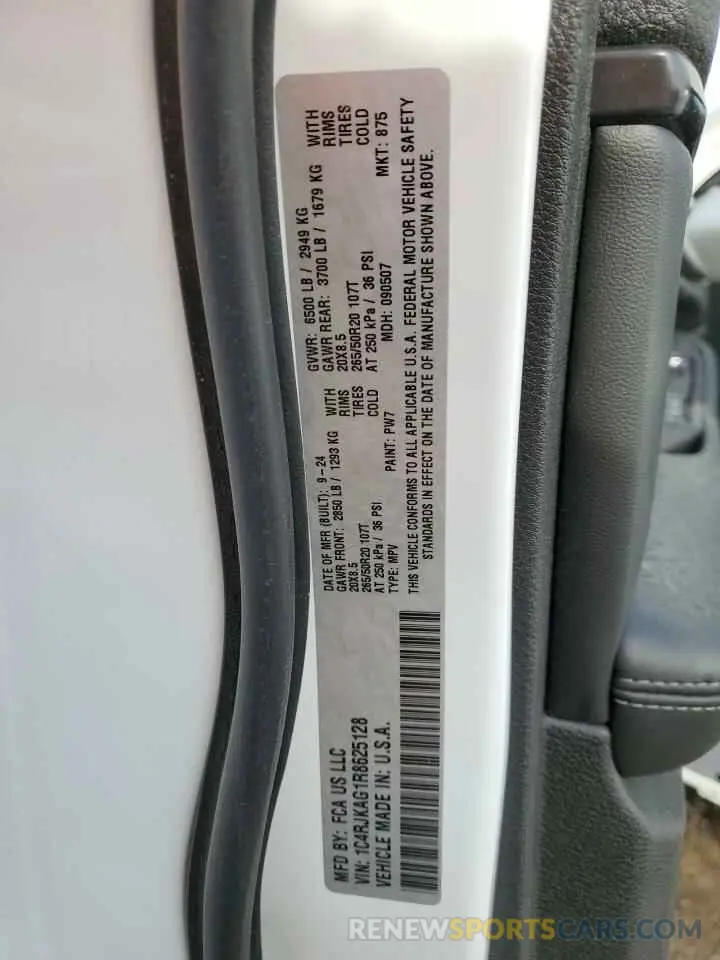 MFD BY: FCA US LLC
VIN: 1C4RJKAG1R8625128
VEHICLE MADE IN: U.S.A.
DATE OF MFR (BUILT): 9-24
GAWR FRONT: 2850 LB / 1293 KG WITH
20X8.5 RIMS
265/50R20 107T TIRES
AT 250 kPa / 36 PSI COLD
TYPE: MPV PAINT: PW7
GVWR: 6500 LB / 2949 KG
GAWR REAR: 3700 LB / 1679 KG WITH
20X8.5 RIMS
265/50R20 107T TIRES
AT 250 kPa / 36 PSI COLD
MDH: 090507 MKT: 875
THIS VEHICLE CONFORMS TO ALL APPLICABLE U.S.A. FEDERAL MOTOR VEHICLE SAFETY
STANDARDS IN EFFECT ON THE DATE OF MANUFACTURE SHOWN ABOVE.
RENEWSPORTSCARS.COM